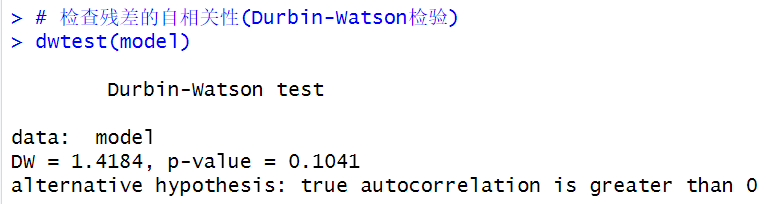 > # 检查残差的自相关性(Durbin-Watson检验)
> dwtest(model)
Durbin-Watson test
data:  model
DW = 1.4184, p-value = 0.1041
alternative hypothesis: true autocorrelation is greater than 0